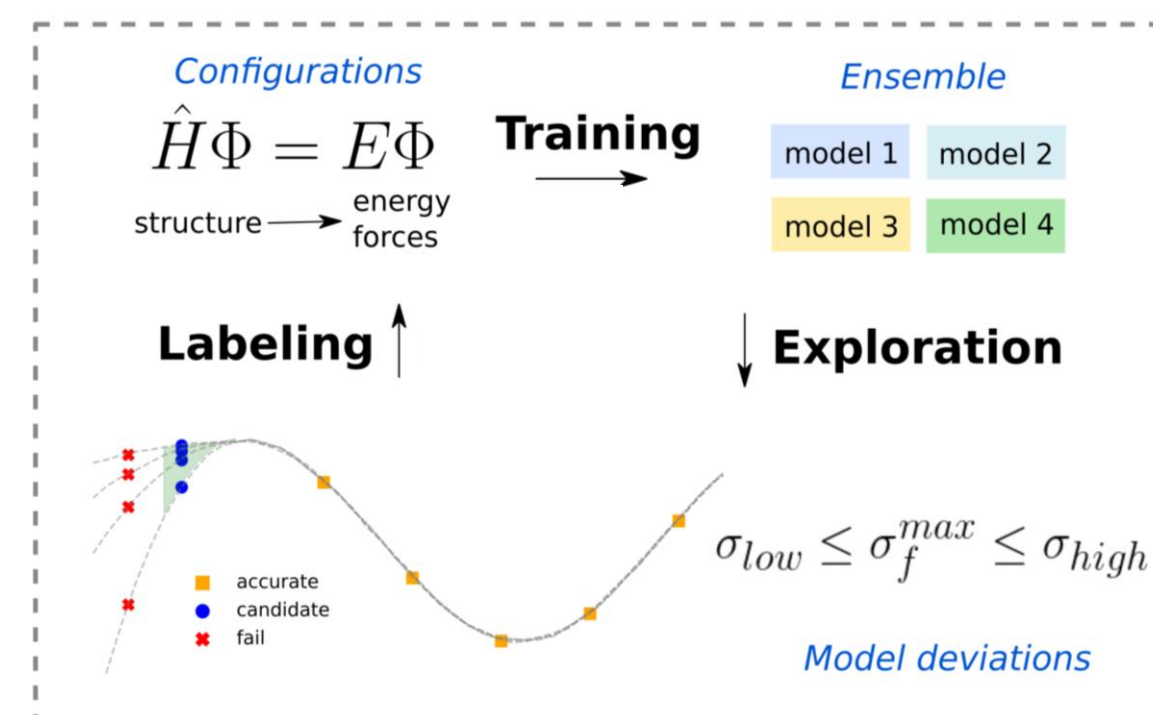 Configurations
ĤΦ = EΦ
structure → energy
forces
Training
Ensemble
model 1 model 2
model 3 model 4
Labeling
Exploration
accurate
candidate
fail
σ_low ≤ σ_f^max ≤ σ_high
Model deviations